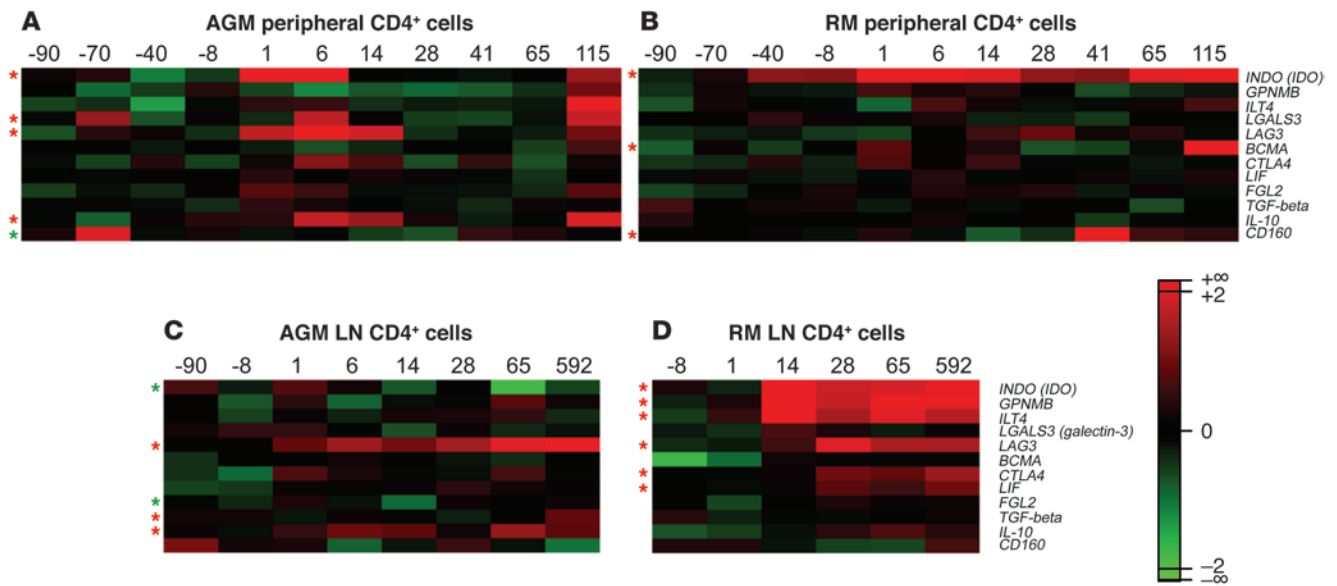 A AGM peripheral CD4+ cells
-90 -70 -40 -8 1 6 14 28 41 65 115
*
*
*
*
*
B RM peripheral CD4+ cells
-90 -70 -40 -8 1 6 14 28 41 65 115
* INDO (IDO)
GPNMB
ILT4
LGALS3
LAG3
* BCMA
CTLA4
LIF
FGL2
TGF-beta
IL-10
* CD160
C AGM LN CD4+ cells
-90 -8 1 6 14 28 65 592
*
*
*
*
*
D RM LN CD4+ cells
-8 1 14 28 65 592
* INDO (IDO)
* GPNMB
* ILT4
LGALS3 (galectin-3)
* LAG3
BCMA
* CTLA4
* LIF
FGL2
TGF-beta
IL-10
CD160
+∞
+2
0
−2
−∞